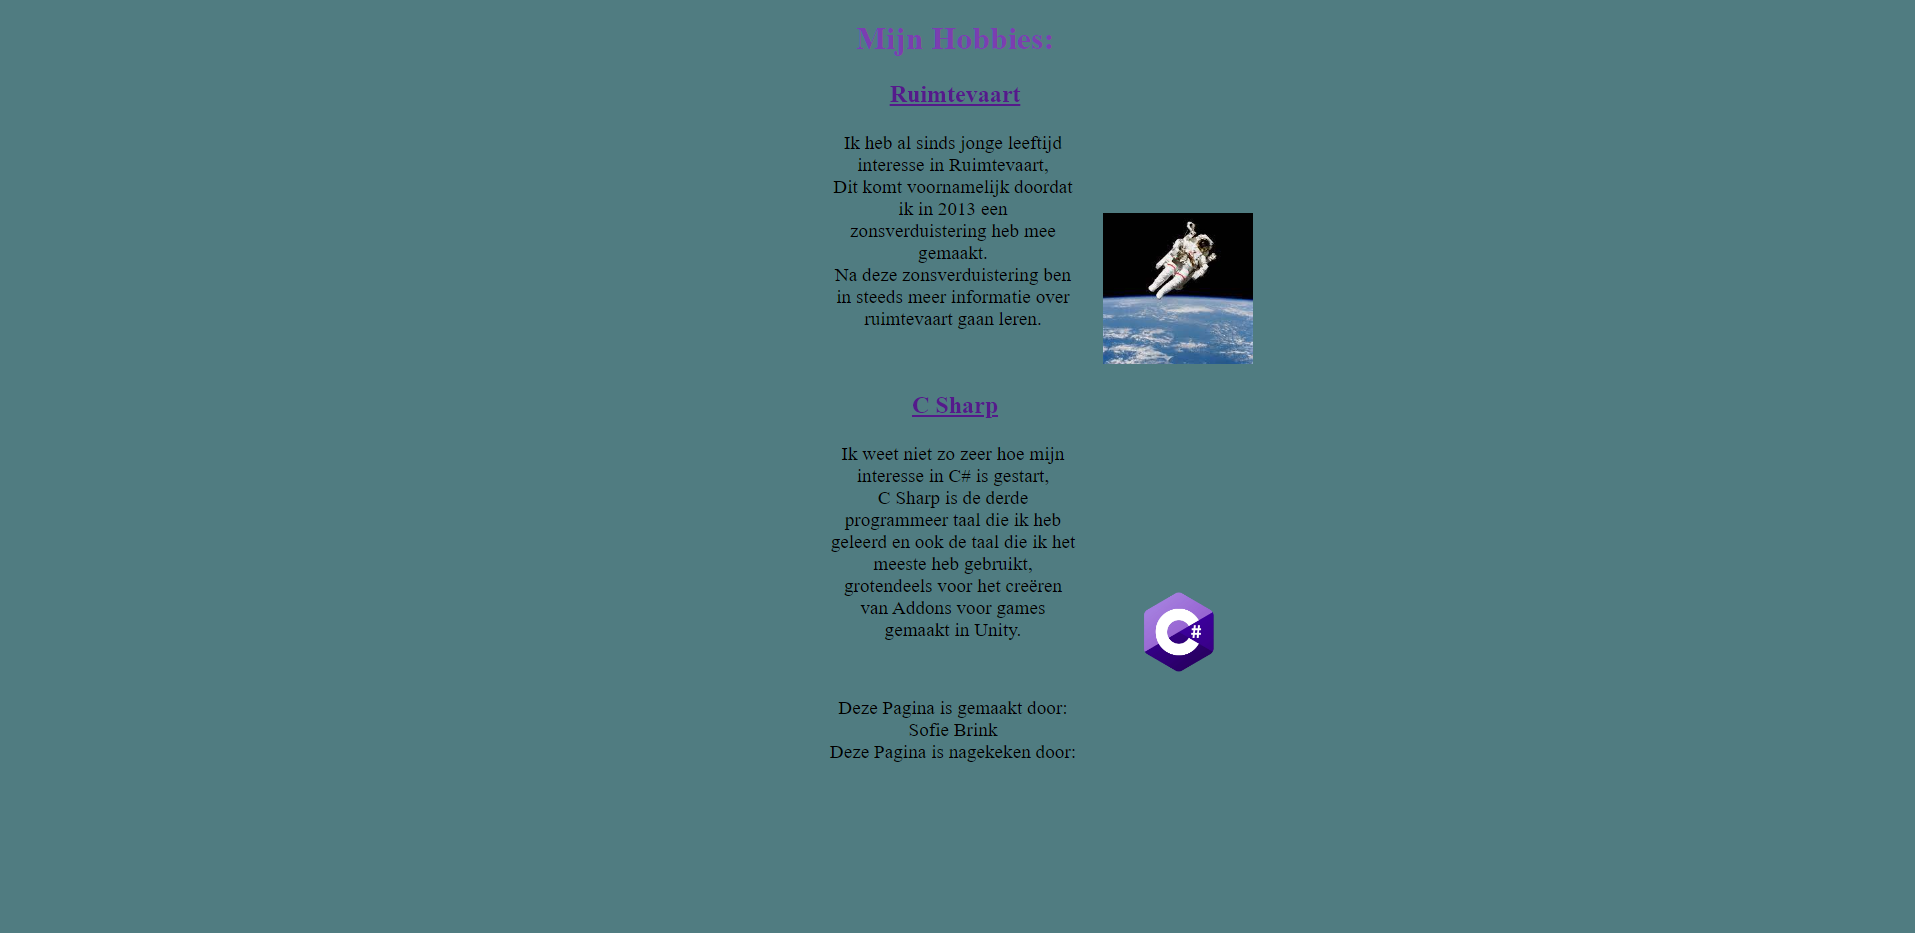 Mijn Hobbies:
Ruimtevaart
Ik heb al sinds jonge leeftijd
interesse in Ruimtevaart,
Dit komt voornamelijk doordat
ik in 2013 een
zonsverduistering heb mee
gemaakt.
Na deze zonsverduistering ben
in steeds meer informatie over
ruimtevaart gaan leren.
C Sharp
Ik weet niet zo zeer hoe mijn
interesse in C# is gestart,
C Sharp is de derde
programmeer taal die ik heb
geleerd en ook de taal die ik het
meeste heb gebruikt,
grotendeels voor het creëren
van Addons voor games
gemaakt in Unity.
C#
Deze Pagina is gemaakt door:
Sofie Brink
Deze Pagina is nagekeken door: